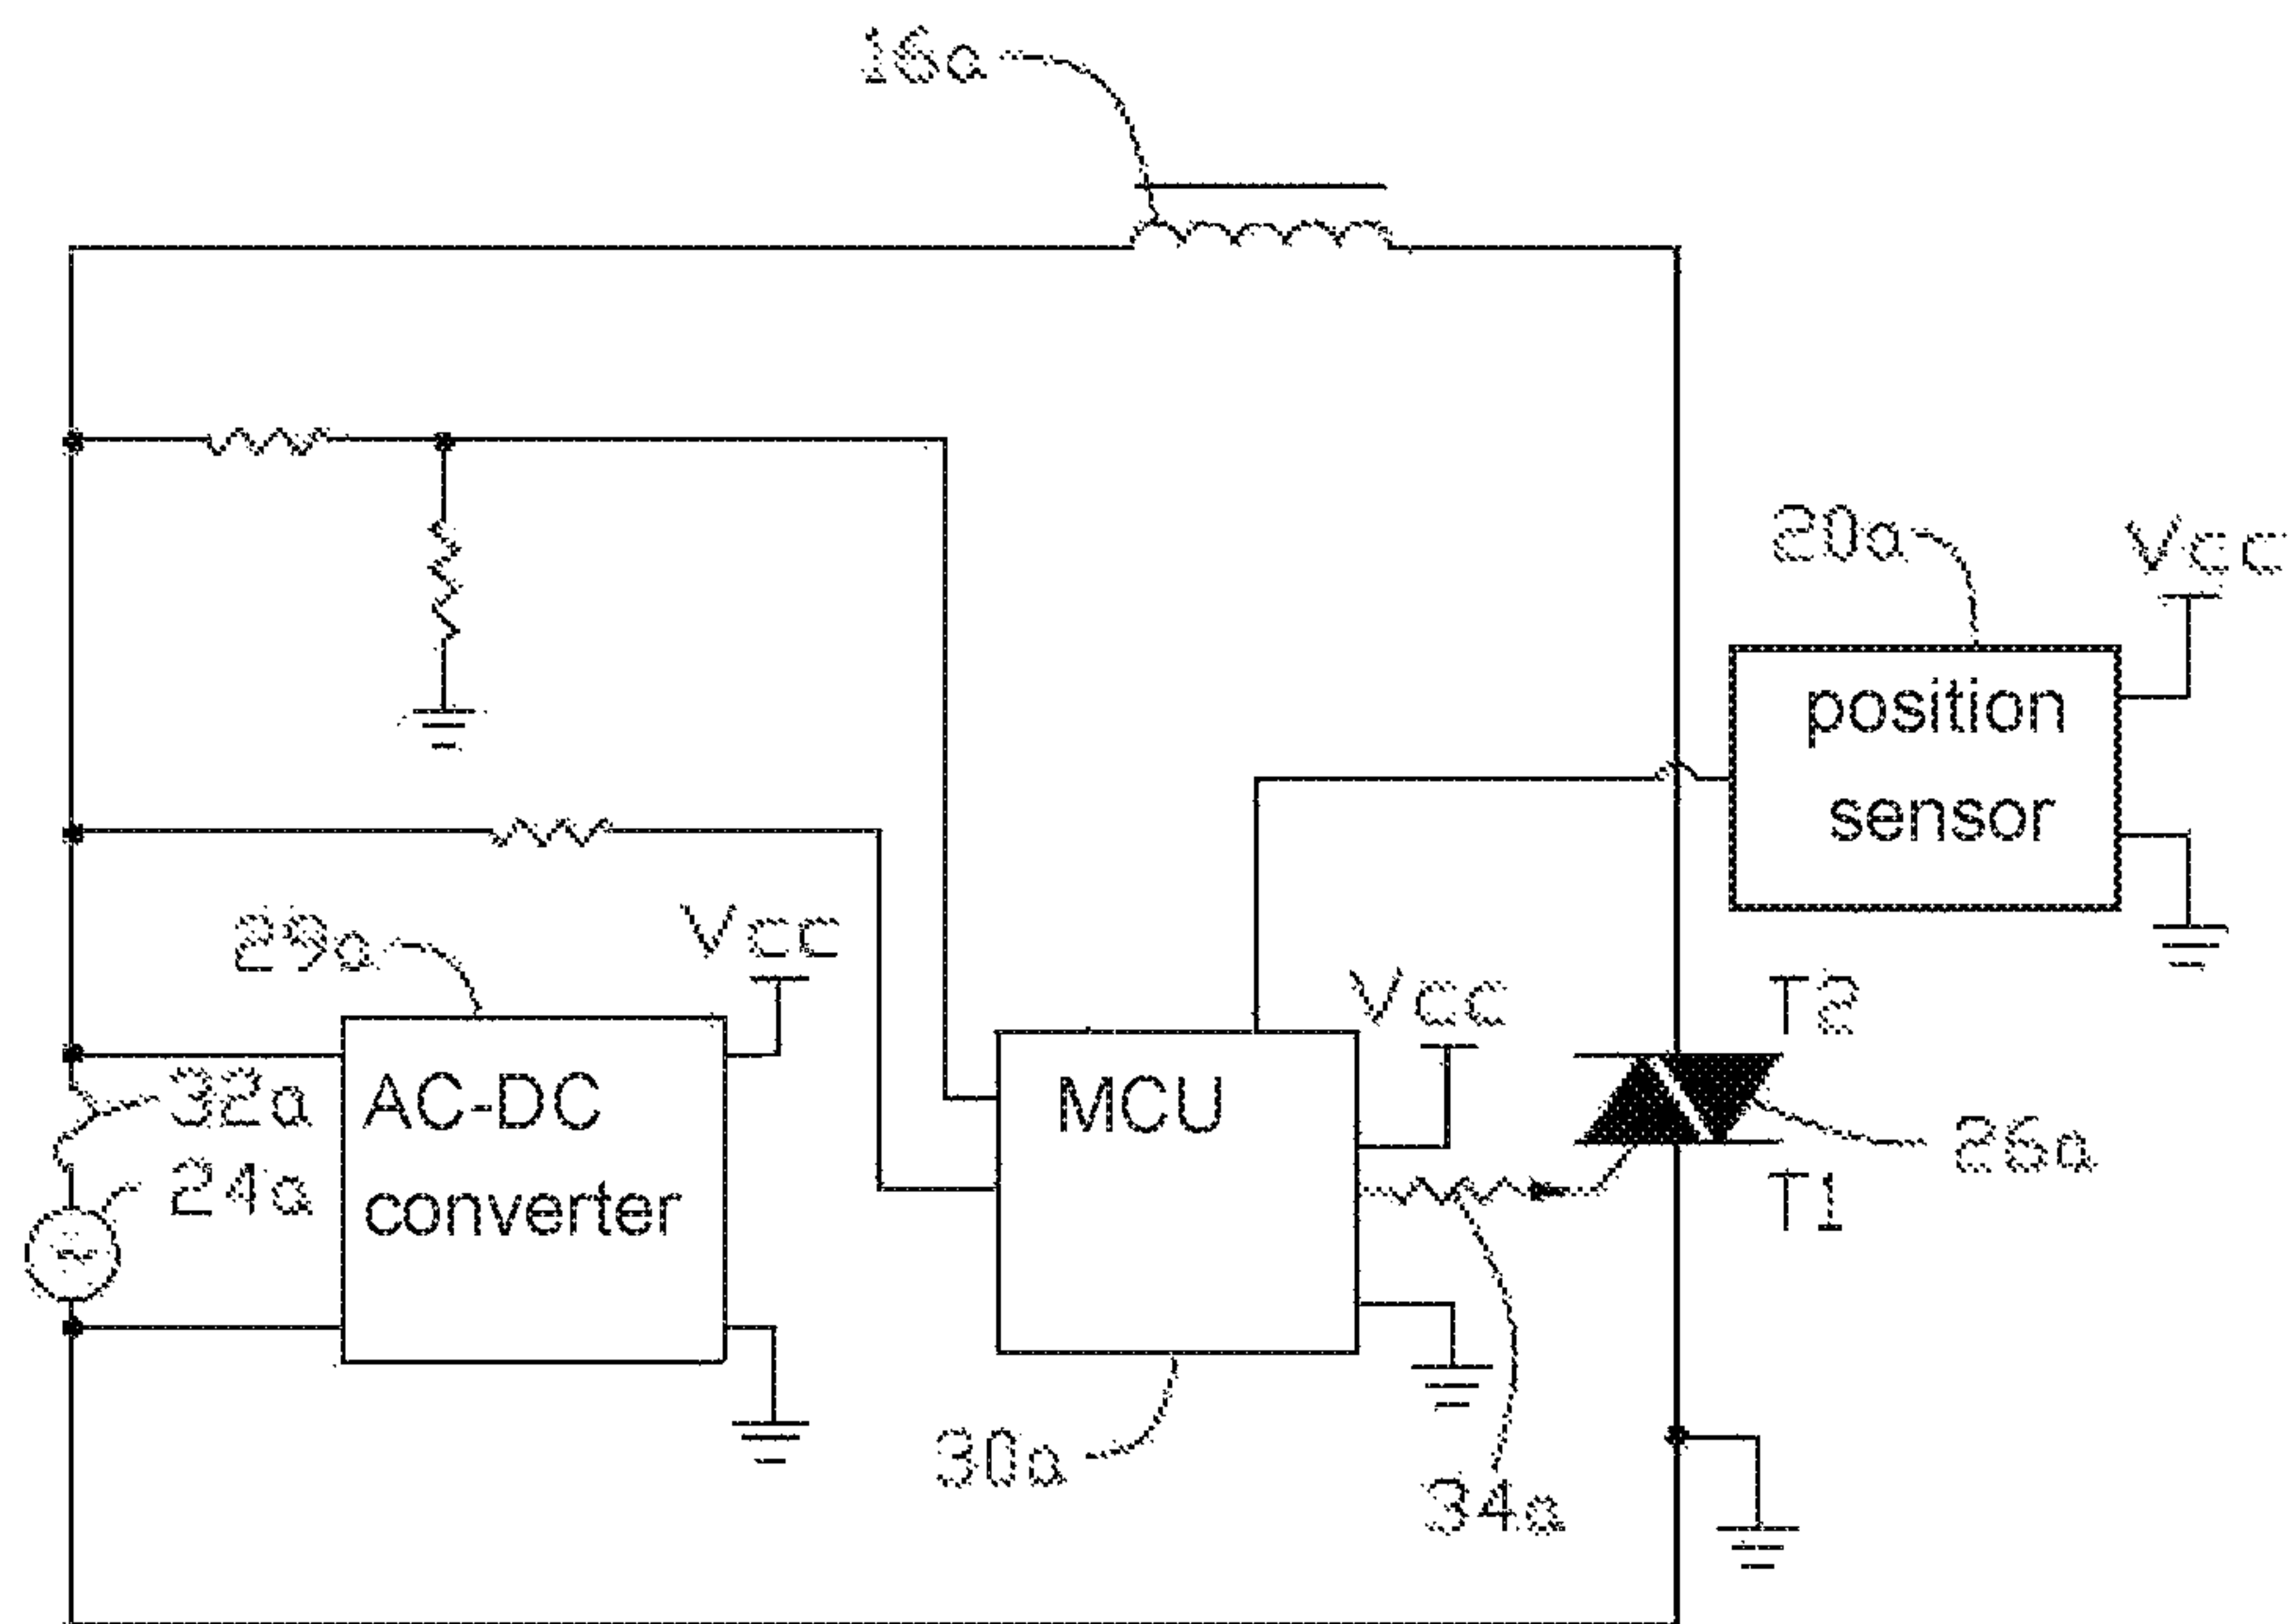 16a
20a
Vcc
position
sensor
29a
Vcc
Vcc
T2
32a
AC-DC
converter
MCU
24a
26a
T1
30a
34a